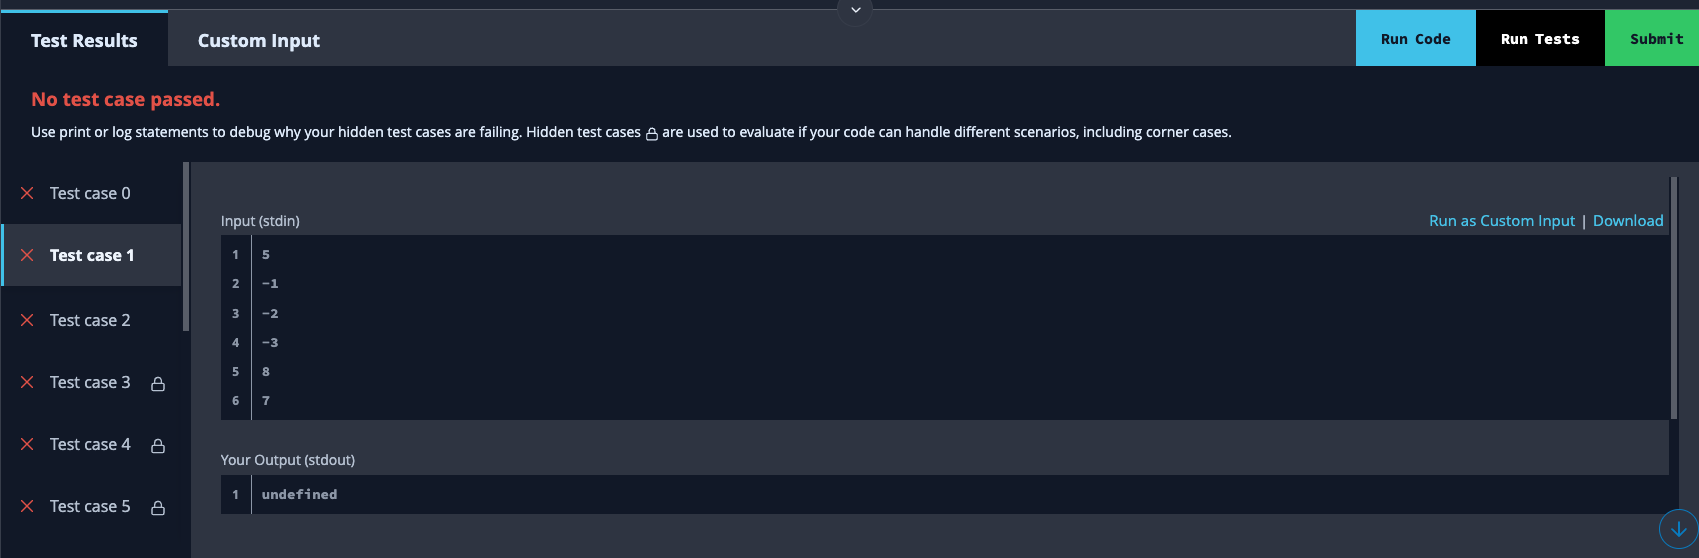 Test Results
Custom Input
Run Code
Run Tests
Submit
No test case passed.
Use print or log statements to debug why your hidden test cases are failing. Hidden test cases are used to evaluate if your code can handle different scenarios, including corner cases.
Test case 0
Test case 1
Test case 2
Test case 3
Test case 4
Test case 5
Input (stdin)
Run as Custom Input | Download
1 5
2 -1
3 -2
4 -3
5 8
6 7
Your Output (stdout)
1 undefined